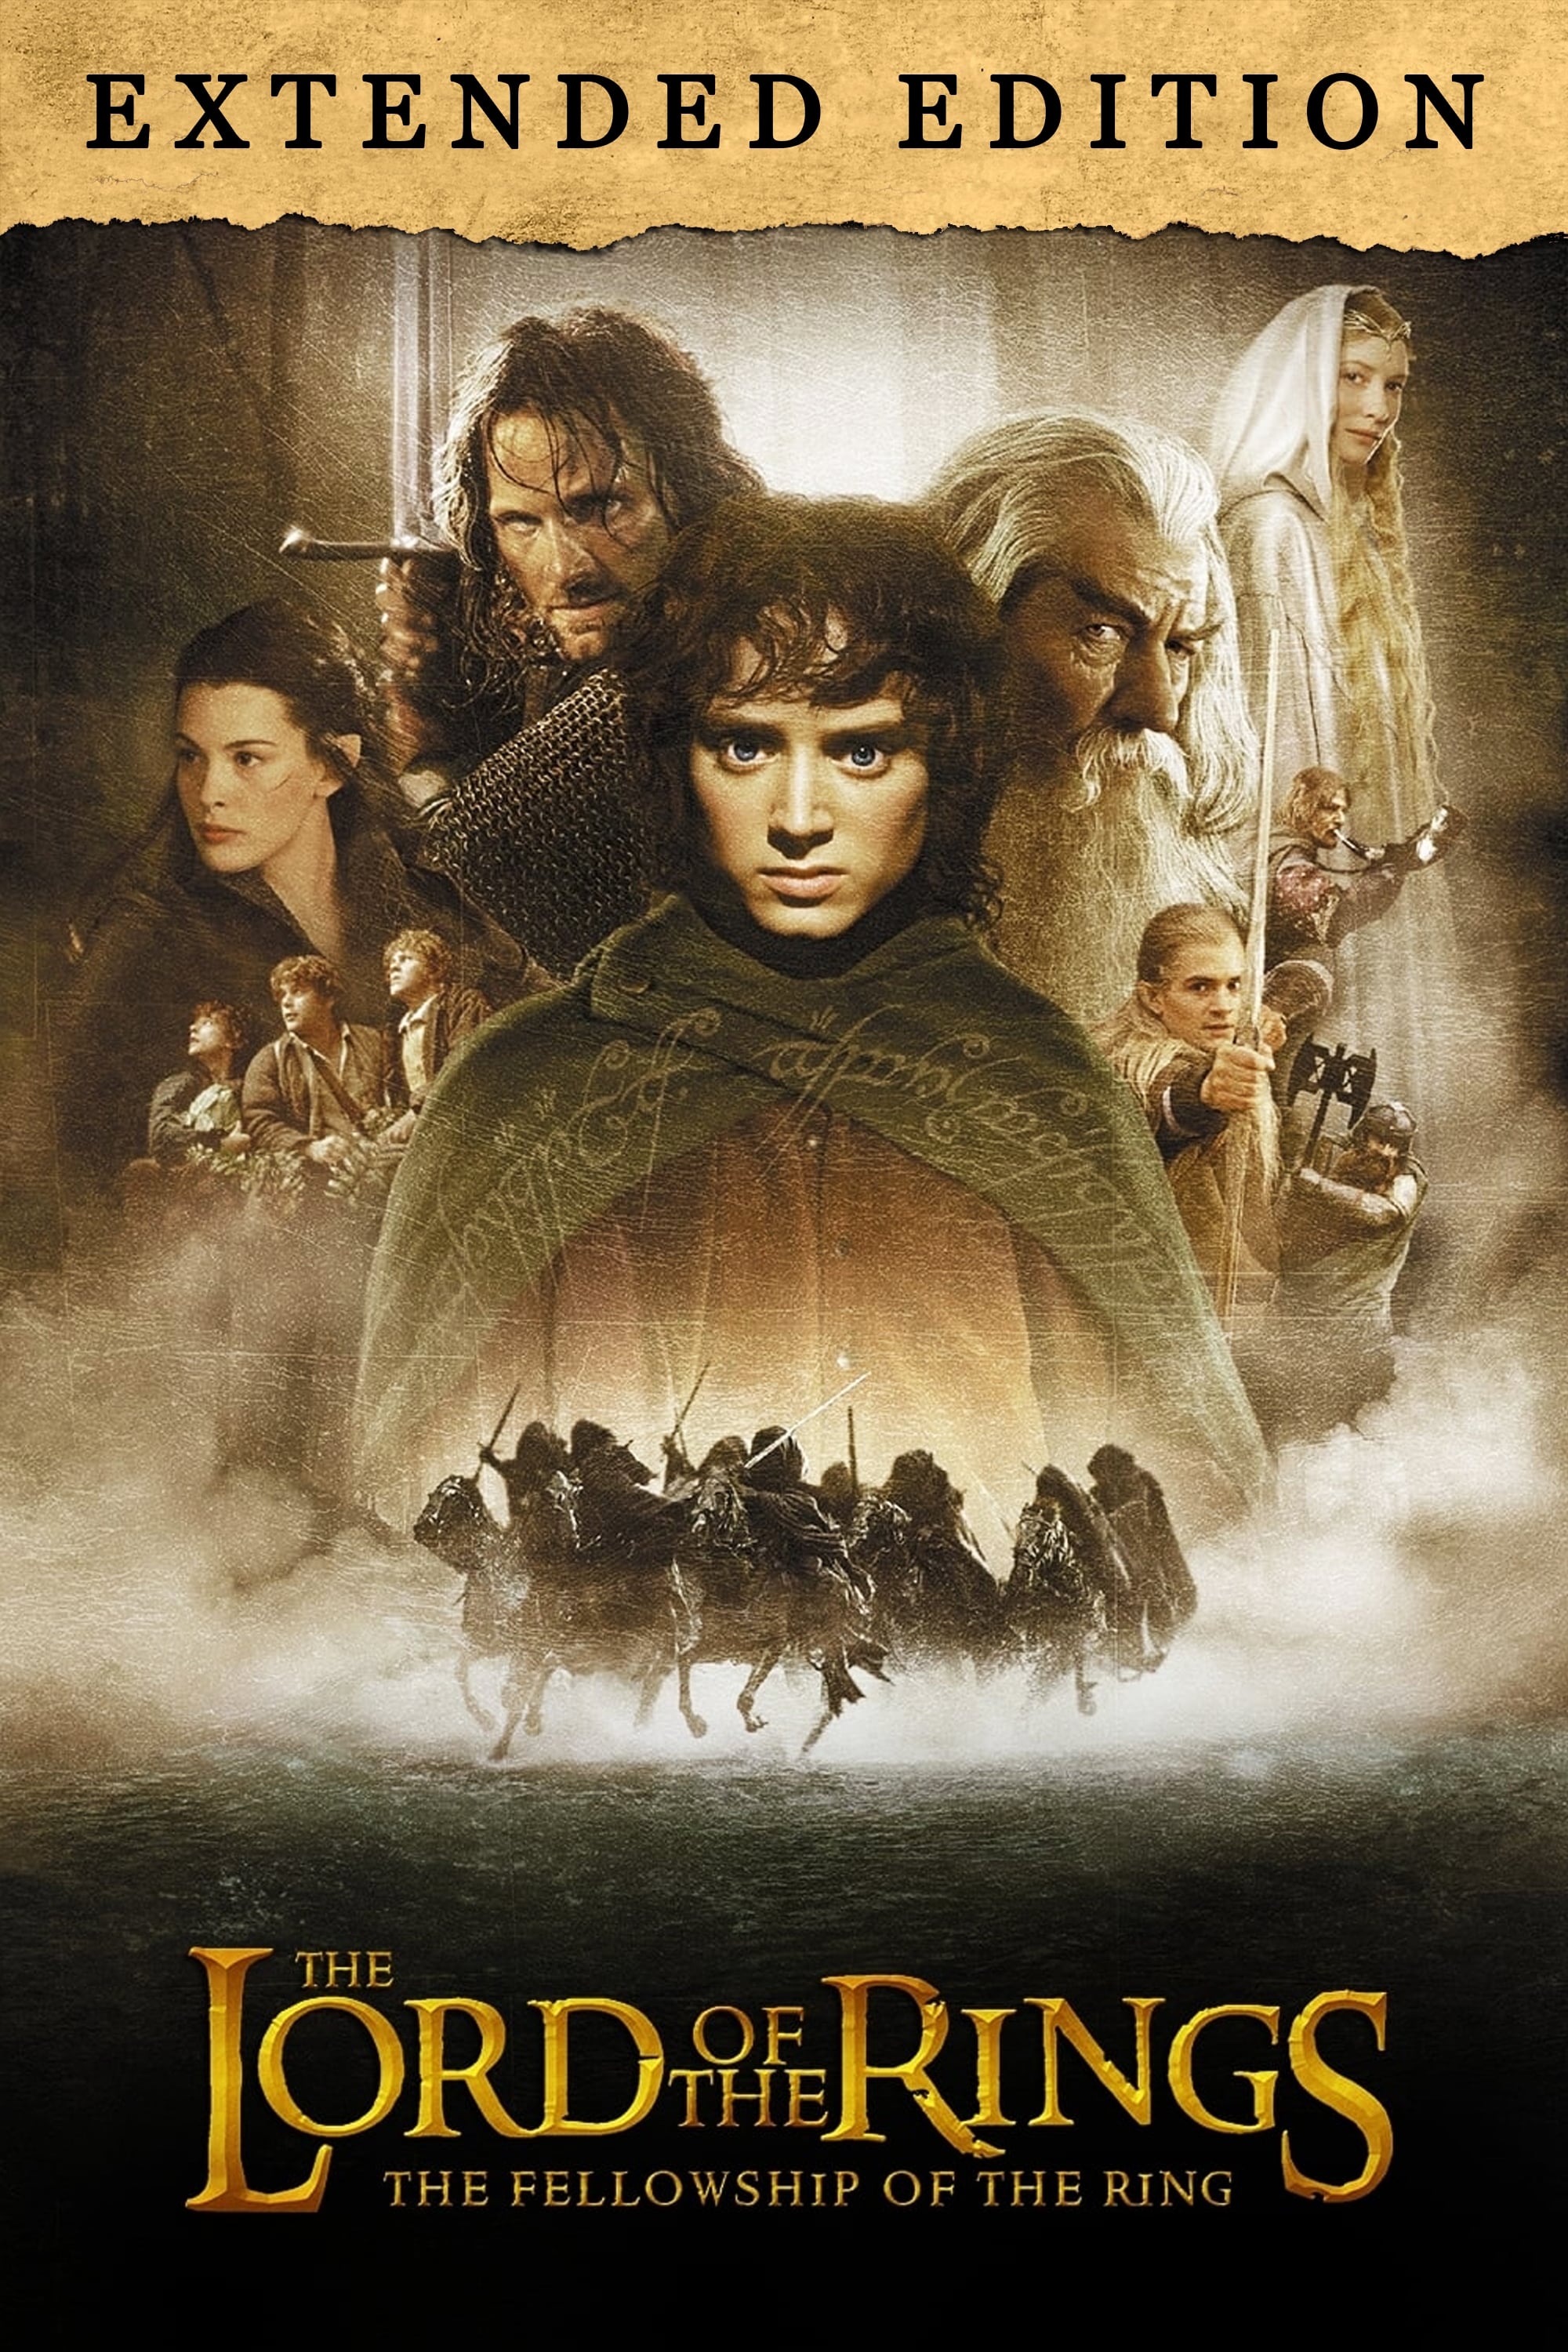 EXTENDED EDITION
THE
LORD OF THE RINGS
THE FELLOWSHIP OF THE RING